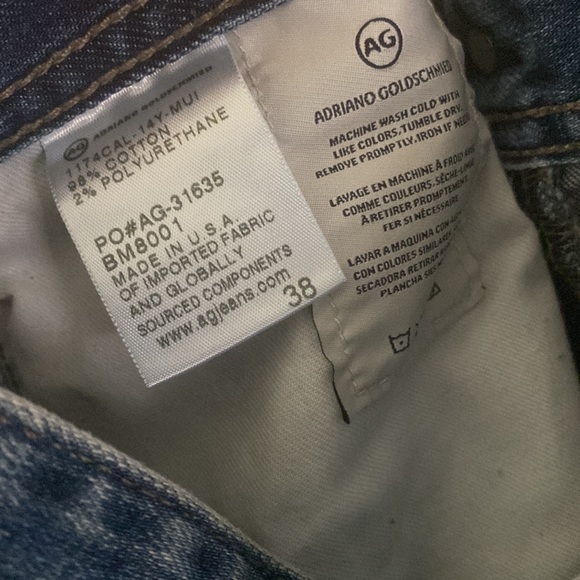 AG ADRIANO GOLDSCHMIED
1174CAL-14Y-MUI
98% COTTON
2% POLYURETHANE
PO#AG-31635
BM8001
MADE IN U.S.A.
OF IMPORTED FABRIC
AND GLOBALLY
SOURCED COMPONENTS
www.agjeans.com
38
AG
ADRIANO GOLDSCHMIED
MACHINE WASH COLD WITH
LIKE COLORS, TUMBLE DRY.
REMOVE PROMPTLY, IRON IF
LAVAGE EN MACHINE À FROID
COMME COULEURS, SÈCHE-
À RETIRER PROMPTEMENT
FER SI NÉCESSAIRE
LAVAR A MAQUINA CON
CON COLORES SIMILARES
SECADORA RETIRAR
PLANCHA SI